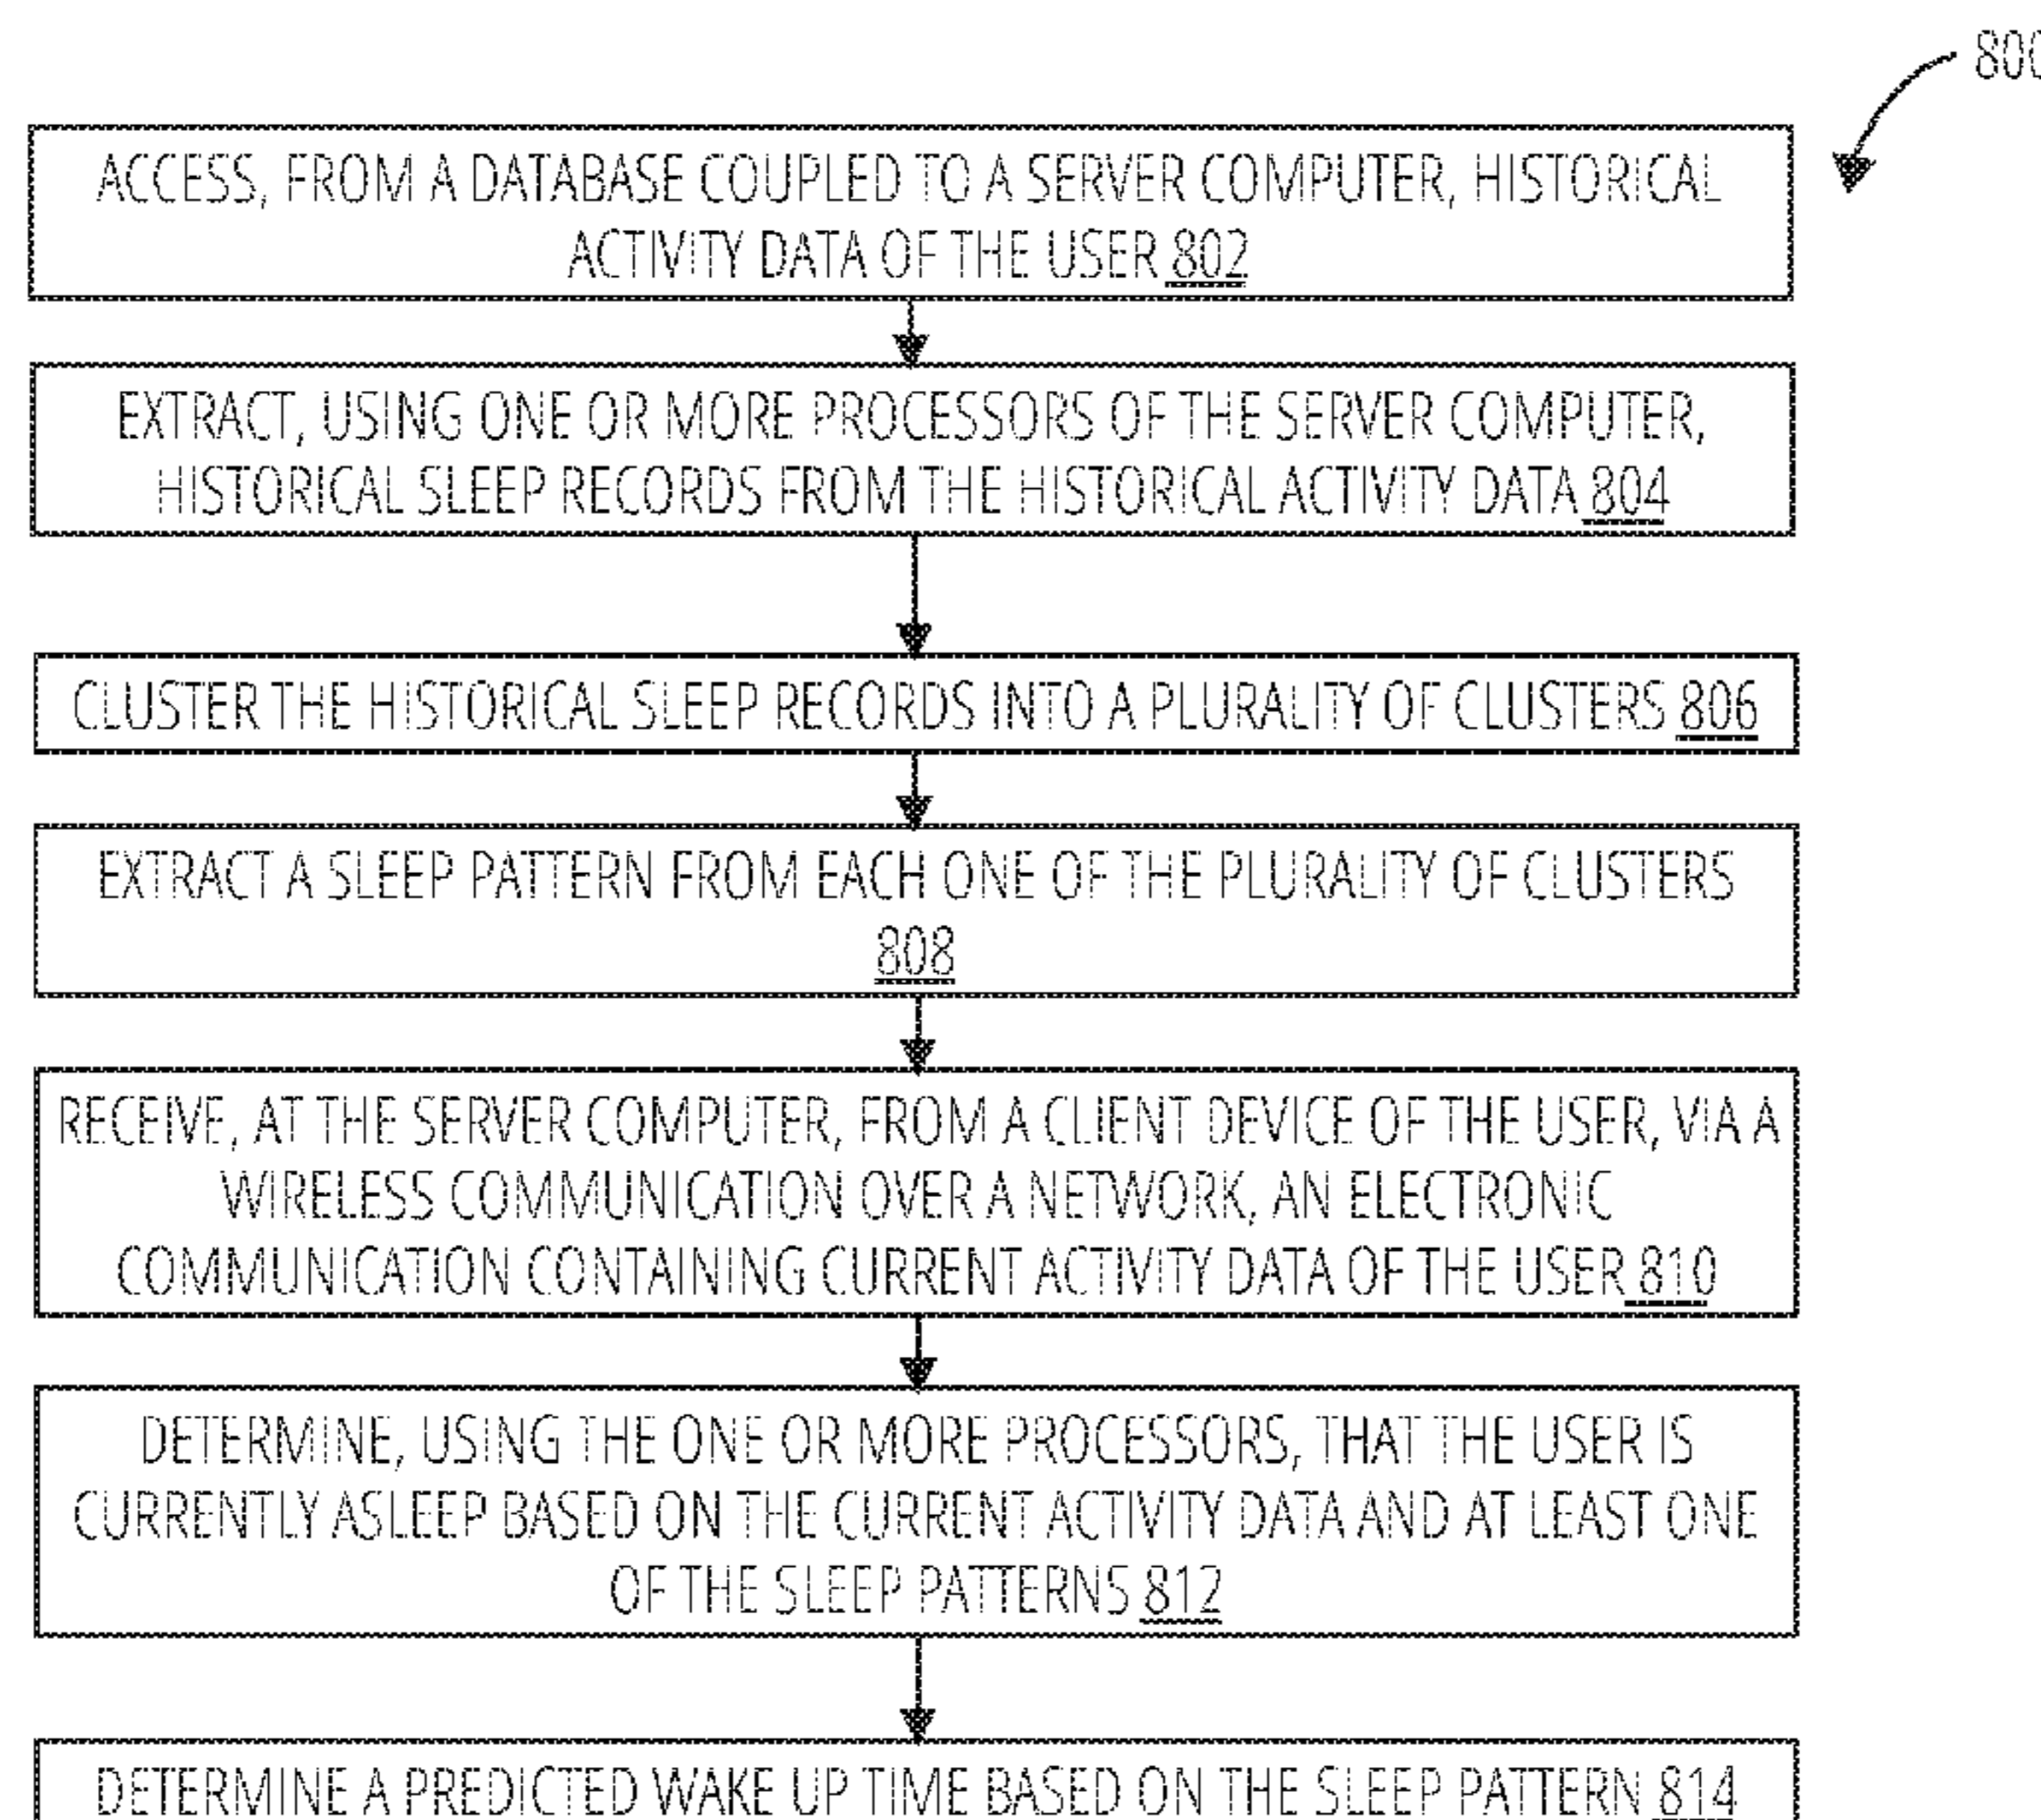 800
ACCESS, FROM A DATABASE COUPLED TO A SERVER COMPUTER, HISTORICAL
ACTIVITY DATA OF THE USER 802
EXTRACT, USING ONE OR MORE PROCESSORS OF THE SERVER COMPUTER,
HISTORICAL SLEEP RECORDS FROM THE HISTORICAL ACTIVITY DATA 804
CLUSTER THE HISTORICAL SLEEP RECORDS INTO A PLURALITY OF CLUSTERS 806
EXTRACT A SLEEP PATTERN FROM EACH ONE OF THE PLURALITY OF CLUSTERS
808
RECEIVE, AT THE SERVER COMPUTER, FROM A CLIENT DEVICE OF THE USER, VIA A
WIRELESS COMMUNICATION OVER A NETWORK, AN ELECTRONIC
COMMUNICATION CONTAINING CURRENT ACTIVITY DATA OF THE USER 810
DETERMINE, USING THE ONE OR MORE PROCESSORS, THAT THE USER IS
CURRENTLY ASLEEP BASED ON THE CURRENT ACTIVITY DATA AND AT LEAST ONE
OF THE SLEEP PATTERNS 812
DETERMINE A PREDICTED WAKE UP TIME BASED ON THE SLEEP PATTERN 814